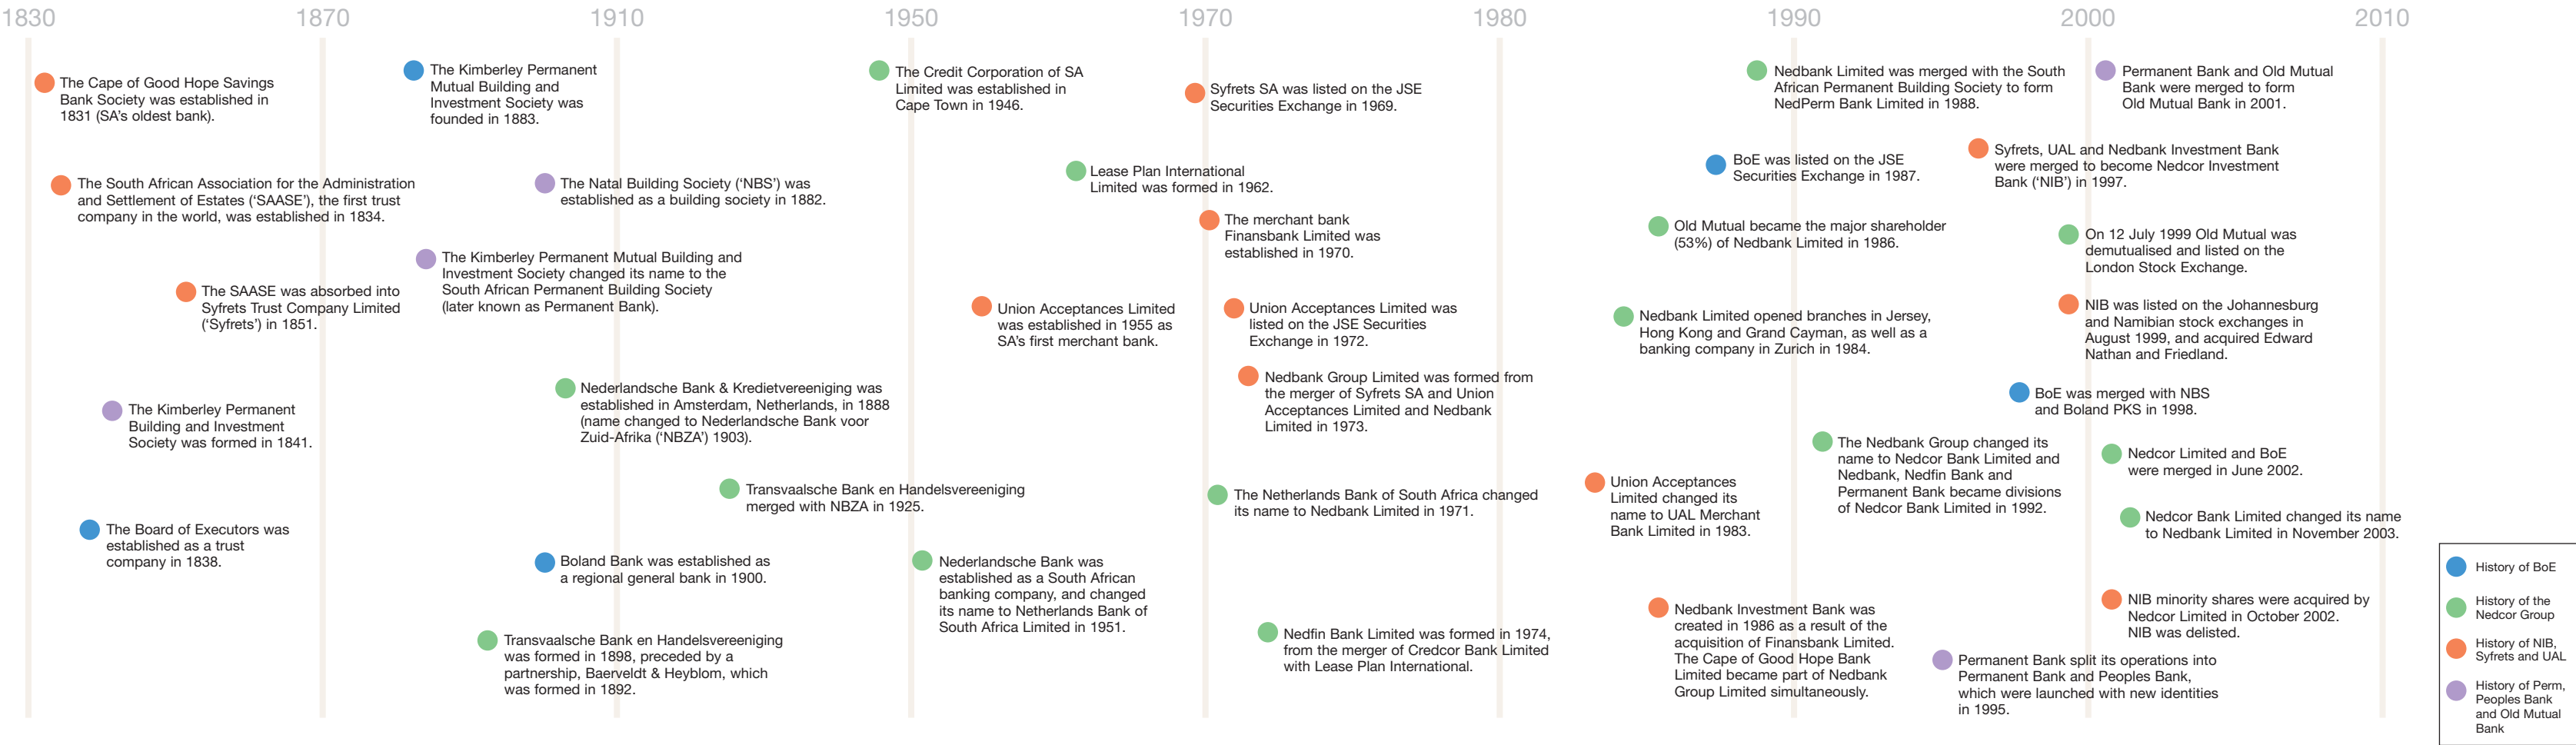 1830 1870 1910 1950 1970 1980 1990 2000 2010
The Cape of Good Hope Savings
Bank Society was established in
1831 (SA's oldest bank).
The South African Association for the Administration
and Settlement of Estates ('SAASE'), the first trust
company in the world, was established in 1834.
The SAASE was absorbed into
Syfrets Trust Company Limited
('Syfrets') in 1851.
The Kimberley Permanent
Building and Investment
Society was formed in 1841.
The Board of Executors was
established as a trust
company in 1838.
The Kimberley Permanent
Mutual Building and
Investment Society was
founded in 1883.
The Natal Building Society ('NBS') was
established as a building society in 1882.
The Kimberley Permanent Mutual Building and
Investment Society changed its name to the
South African Permanent Building Society
(later known as Permanent Bank).
Nederlandsche Bank & Kredietvereeniging was
established in Amsterdam, Netherlands, in 1888
(name changed to Nederlandsche Bank voor
Zuid-Afrika ('NBZA') 1903).
Transvaalsche Bank en Handelsvereeniging
merged with NBZA in 1925.
Boland Bank was established as
a regional general bank in 1900.
Transvaalsche Bank en Handelsvereeniging
was formed in 1898, preceded by a
partnership, Baerveldt & Heyblom, which
was formed in 1892.
The Credit Corporation of SA
Limited was established in
Cape Town in 1946.
Lease Plan International
Limited was formed in 1962.
Union Acceptances Limited
was established in 1955 as
SA's first merchant bank.
Nederlandsche Bank was
established as a South African
banking company, and changed
its name to Netherlands Bank of
South Africa Limited in 1951.
Syfrets SA was listed on the JSE
Securities Exchange in 1969.
The merchant bank
Finansbank Limited was
established in 1970.
Union Acceptances Limited was
listed on the JSE Securities
Exchange in 1972.
Nedbank Group Limited was formed from
the merger of Syfrets SA and Union
Acceptances Limited and Nedbank
Limited in 1973.
The Netherlands Bank of South Africa changed
its name to Nedbank Limited in 1971.
Nedfin Bank Limited was formed in 1974,
from the merger of Credcor Bank Limited
with Lease Plan International.
Nedbank Limited was merged with the South
African Permanent Building Society to form
NedPerm Bank Limited in 1988.
BoE was listed on the JSE
Securities Exchange in 1987.
Old Mutual became the major shareholder
(53%) of Nedbank Limited in 1986.
Nedbank Limited opened branches in Jersey,
Hong Kong and Grand Cayman, as well as a
banking company in Zurich in 1984.
Union Acceptances
Limited changed its
name to UAL Merchant
Bank Limited in 1983.
Nedbank Investment Bank was
created in 1986 as a result of the
acquisition of Finansbank Limited.
The Cape of Good Hope Bank
Limited became part of Nedbank
Group Limited simultaneously.
The Nedbank Group changed its
name to Nedcor Bank Limited and
Nedbank, Nedfin Bank and
Permanent Bank became divisions
of Nedcor Bank Limited in 1992.
Permanent Bank split its operations into
Permanent Bank and Peoples Bank,
which were launched with new identities
in 1995.
Permanent Bank and Old Mutual
Bank were merged to form
Old Mutual Bank in 2001.
Syfrets, UAL and Nedbank Investment Bank
were merged to become Nedcor Investment
Bank ('NIB') in 1997.
On 12 July 1999 Old Mutual was
demutualised and listed on the
London Stock Exchange.
NIB was listed on the Johannesburg
and Namibian stock exchanges in
August 1999, and acquired Edward
Nathan and Friedland.
BoE was merged with NBS
and Boland PKS in 1998.
Nedcor Limited and BoE
were merged in June 2002.
Nedcor Bank Limited changed its name
to Nedbank Limited in November 2003.
NIB minority shares were acquired by
Nedcor Limited in October 2002.
NIB was delisted.
History of BoE
History of the
Nedcor Group
History of NIB,
Syfrets and UAL
History of Perm,
Peoples Bank
and Old Mutual
Bank